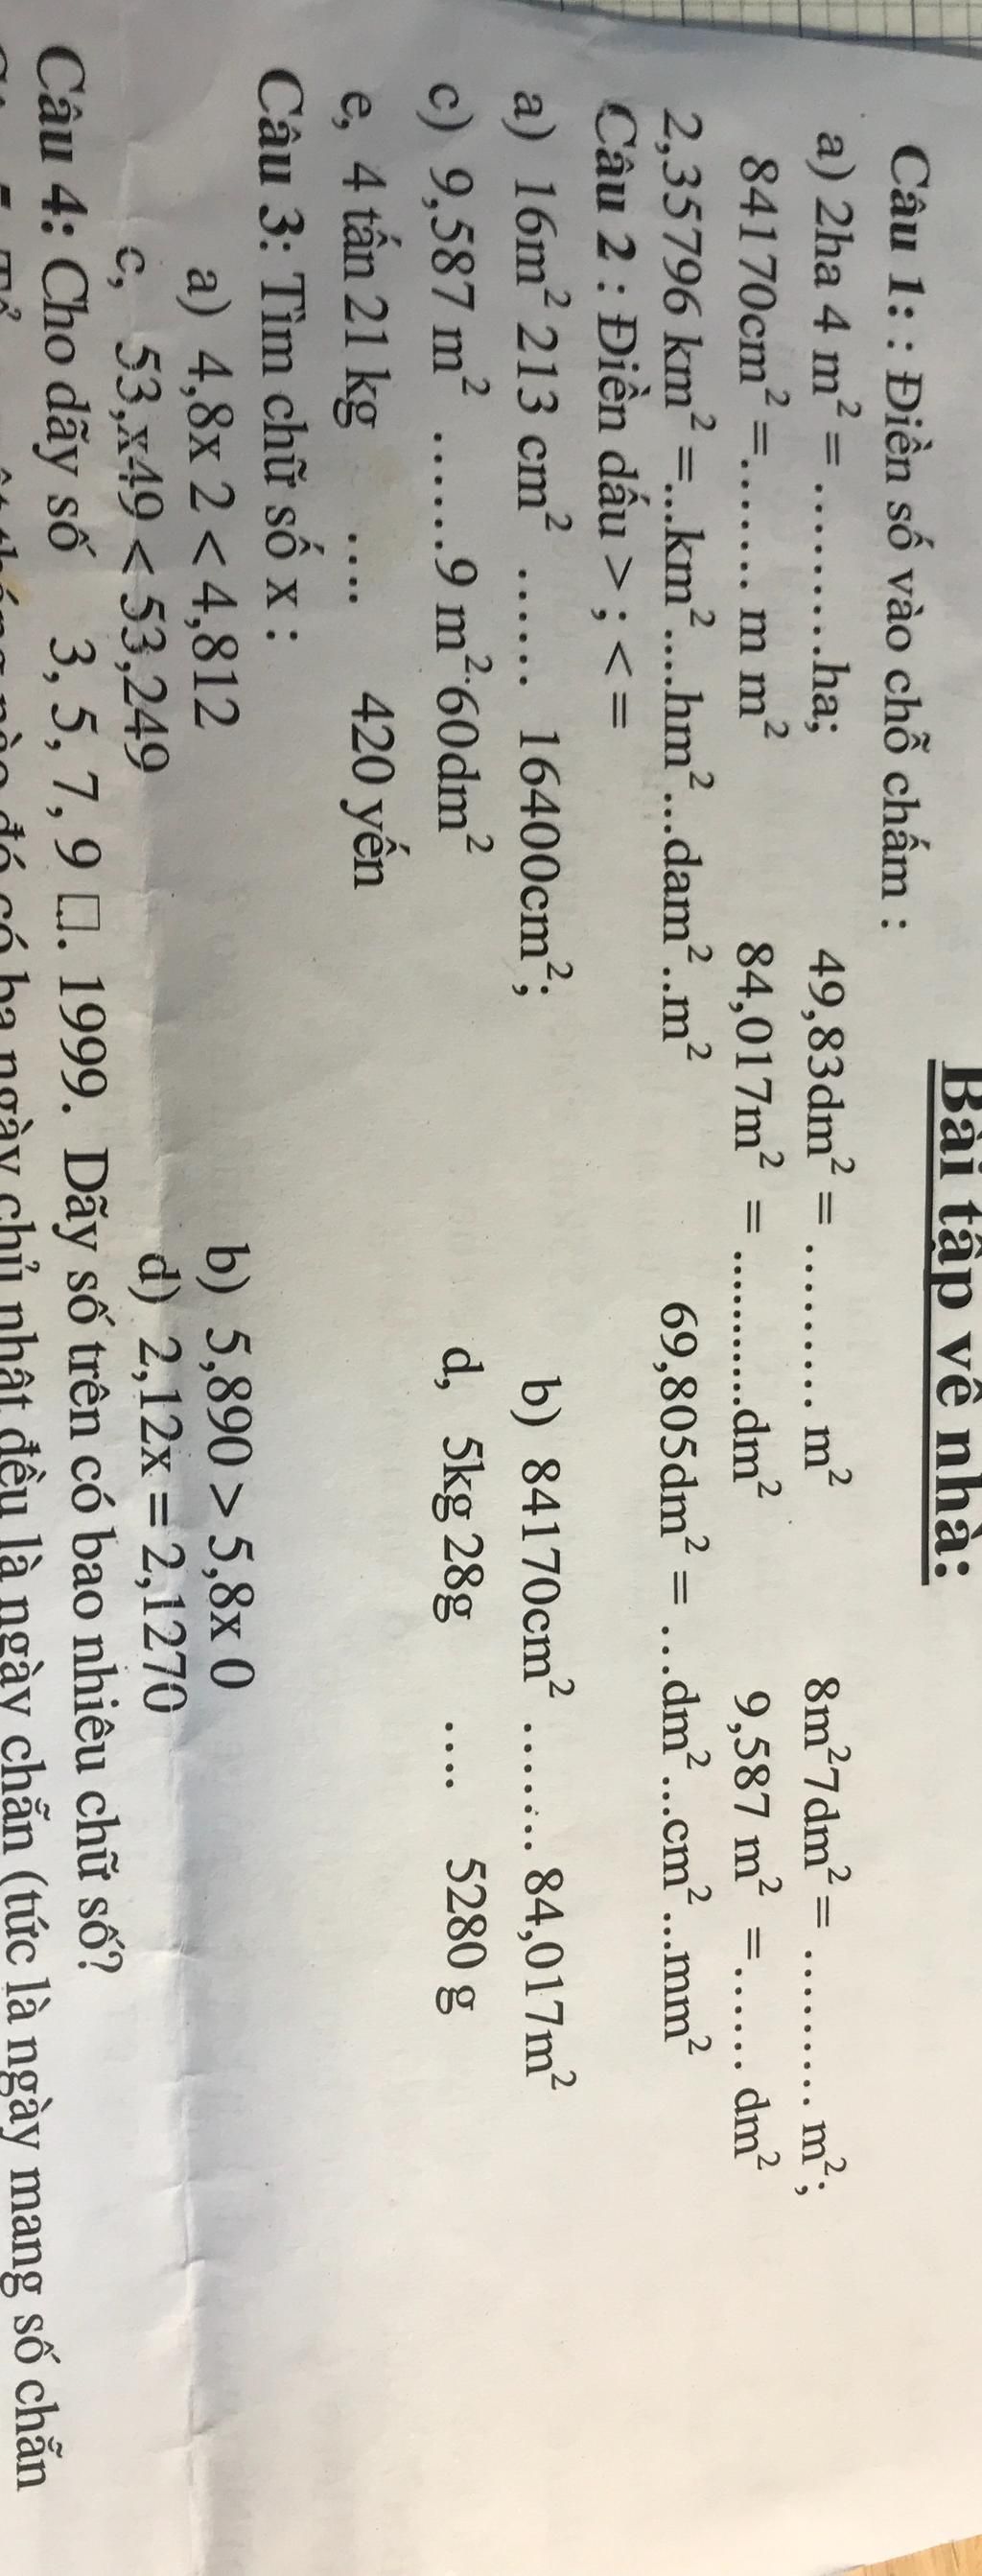 Bài tập về nhà:
Câu 1: : Điền số vào chỗ chấm :
a) 2ha 4 m² = ………ha; 49,83dm² = ……… m² 8m²7dm² = ……… m²;
84170cm² =……. m m² 84,017m² = ...........dm² 9,587 m² =…… dm²
2,35796 km² =...km² ....hm² ...dam² ..m² 69,805dm² = …dm² ...cm² ...mm²
Câu 2 : Điền dấu > ; < =
a) 16m² 213 cm² …… 16400cm²; b) 84170cm² ……. 84,017m²
c) 9,587 m² ……9 m² 60dm² d, 5kg 28g …. 5280 g
e, 4 tấn 21 kg …. 420 yến
Câu 3: Tìm chữ số x :
a) 4,8x 2 < 4,812 b) 5,890 > 5,8x 0
c, 53,x49 < 53,249 d) 2,12x = 2,1270
Câu 4: Cho dãy số 3, 5, 7, 9 □. 1999. Dãy số trên có bao nhiêu chữ số?
đó có ba ngày chủ nhật đều là ngày chẵn (tức là ngày mang số chẵn